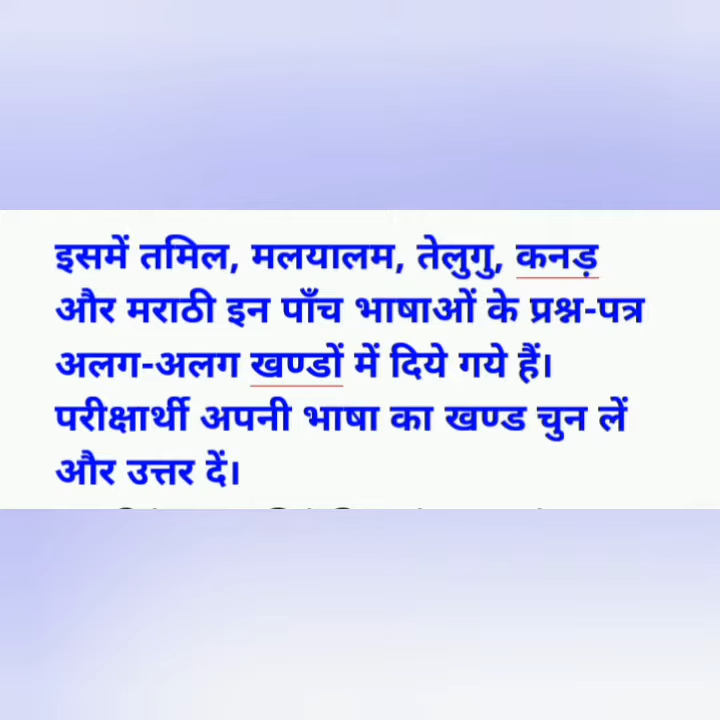 इसमें तमिल, मलयालम, तेलुगु, कनड़
और मराठी इन पाँच भाषाओं के प्रश्न-पत्र
अलग-अलग खण्डों में दिये गये हैं।
परीक्षार्थी अपनी भाषा का खण्ड चुन लें
और उत्तर दें।